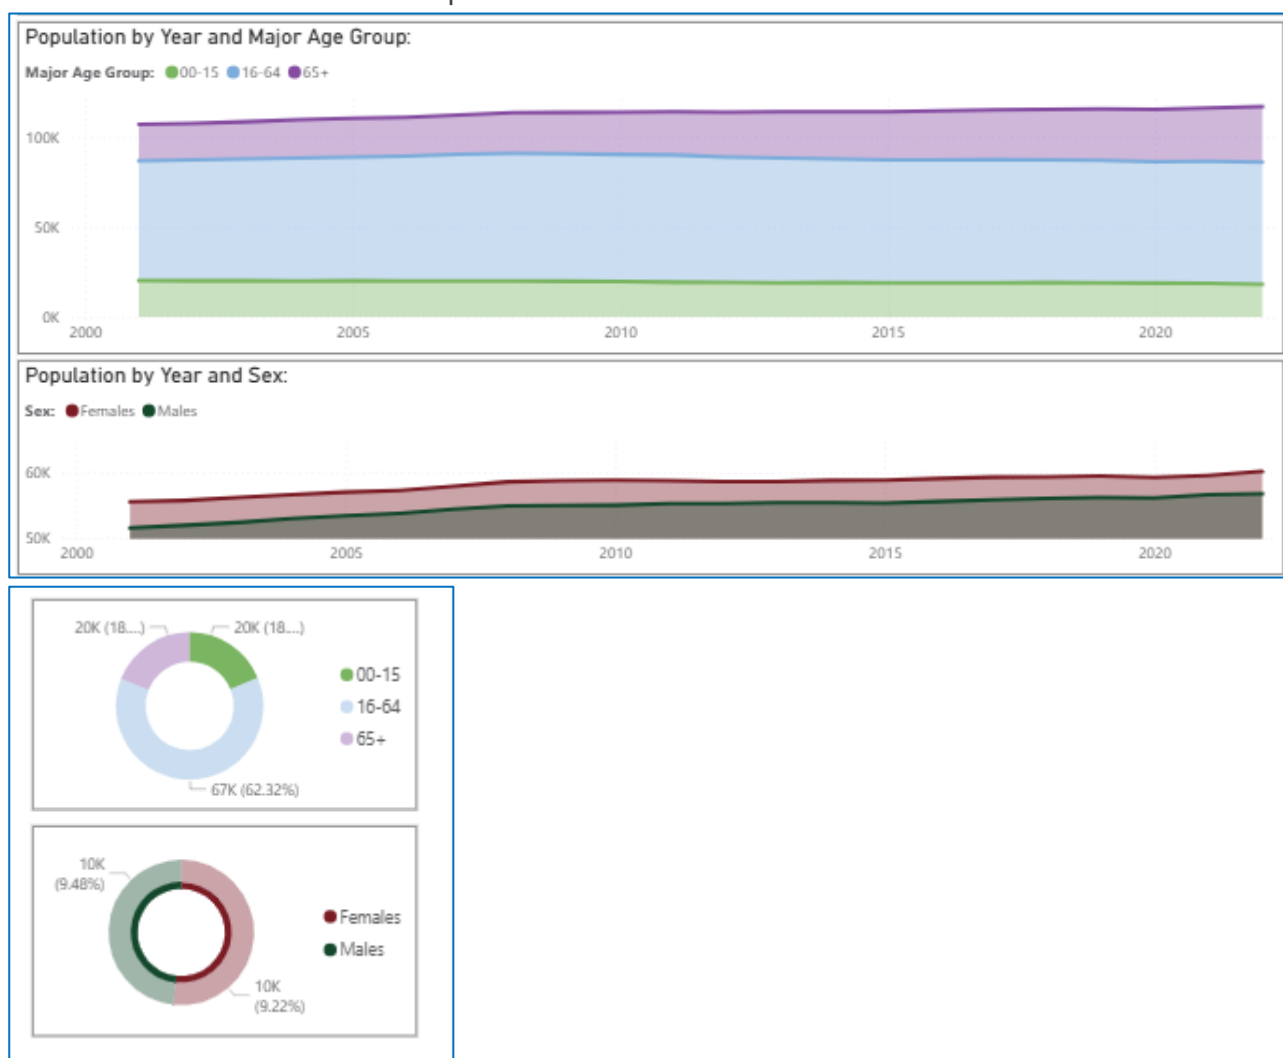 Population by Year and Major Age Group:
Major Age Group: 00-15 16-64 65+
100K
50K
0K
2000 2005 2010 2015 2020
Population by Year and Sex:
Sex: Females Males
60K
50K
2000 2005 2010 2015 2020
20K (18....) 20K (18....)
00-15
16-64
65+
67K (62.32%)
10K
(9.48%)
Females
Males
10K
(9.22%)